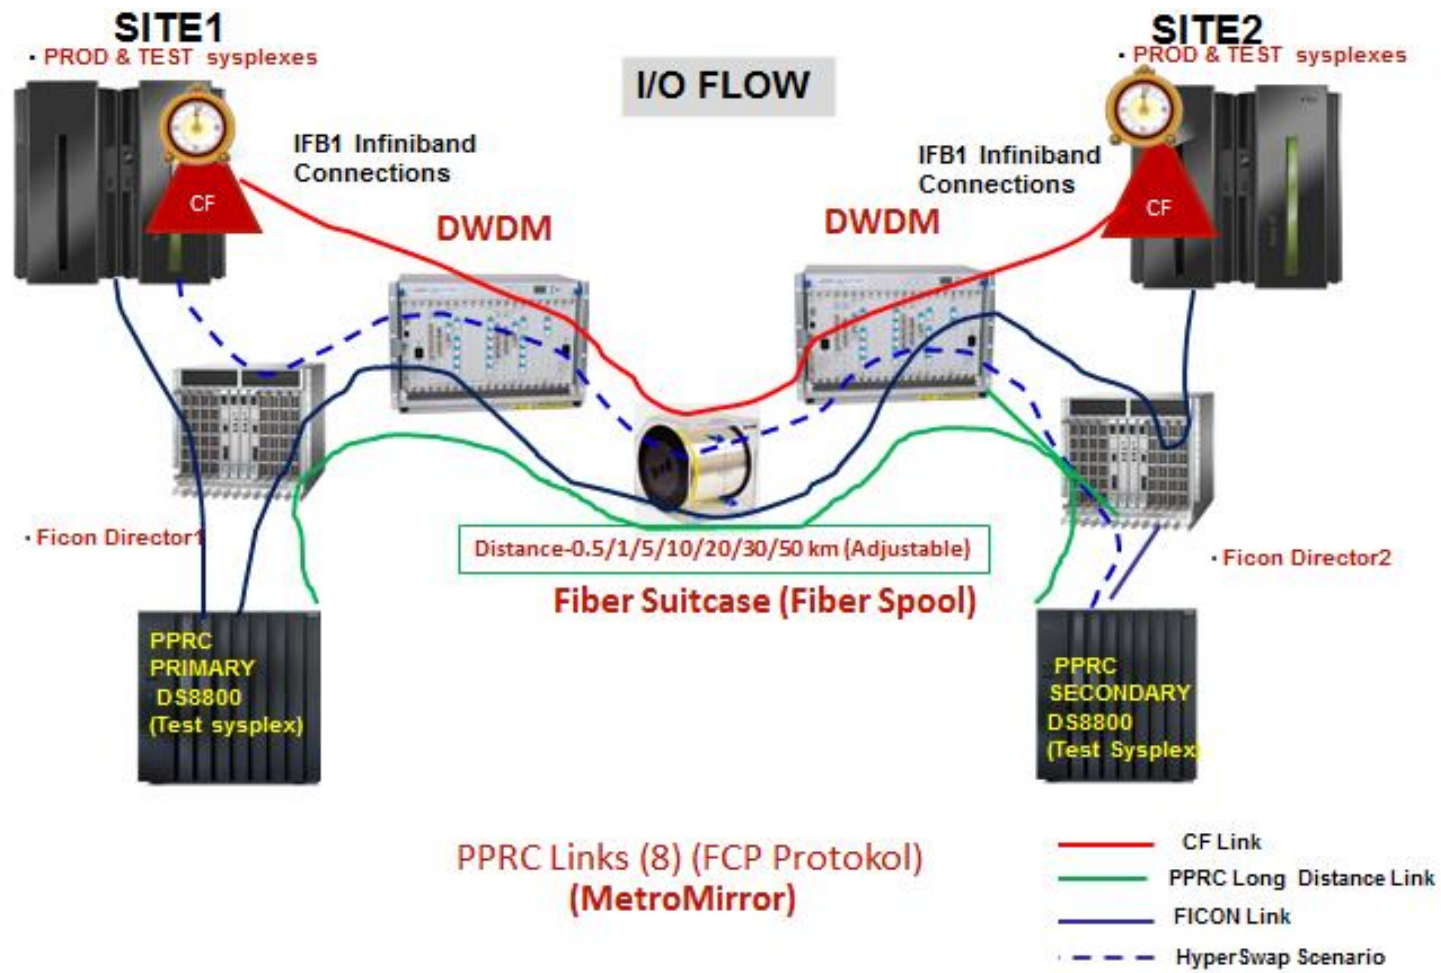 SITE1
· PROD & TEST sysplexes
SITE2
· PROD & TEST sysplexes
I/O FLOW
IFB1 Infiniband
Connections
IFB1 Infiniband
Connections
CF
CF
DWDM
DWDM
· Ficon Director1
· Ficon Director2
Distance-0.5/1/5/10/20/30/50 km (Adjustable)
Fiber Suitcase (Fiber Spool)
PPRC
PRIMARY
DS8800
(Test sysplex)
PPRC
SECONDARY
DS8800
(Test Sysplex
PPRC Links (8) (FCP Protokol)
(MetroMirror)
CF Link
PPRC Long Distance Link
FICON Link
HyperSwap Scenario